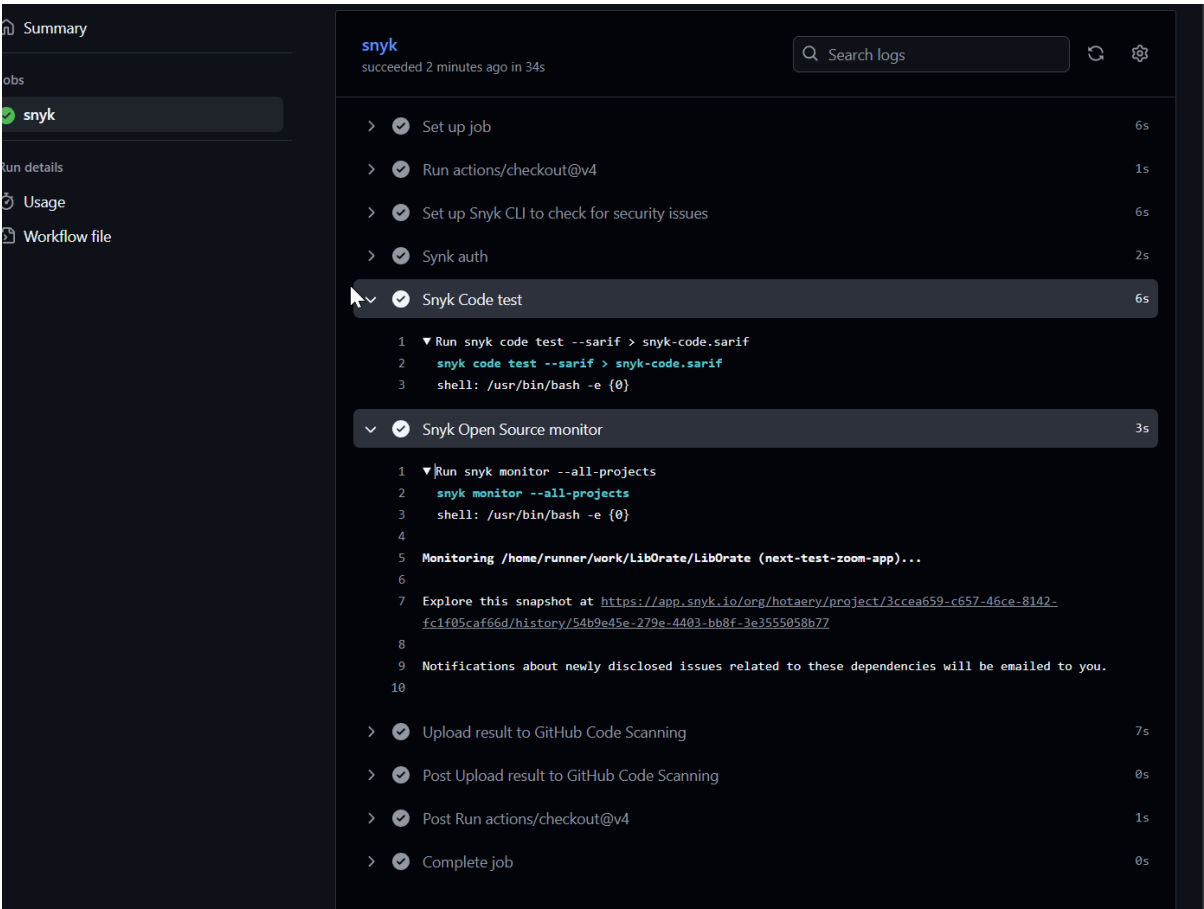 Summary
obs
snyk
Run details
Usage
Workflow file
snyk
succeeded 2 minutes ago in 34s
Search logs
Set up job 6s
Run actions/checkout@v4 1s
Set up Snyk CLI to check for security issues 6s
Synk auth 2s
Snyk Code test 6s
1 ▼ Run snyk code test --sarif > snyk-code.sarif
2 snyk code test --sarif > snyk-code.sarif
3 shell: /usr/bin/bash -e {0}
Snyk Open Source monitor 3s
1 ▼ Run snyk monitor --all-projects
2 snyk monitor --all-projects
3 shell: /usr/bin/bash -e {0}
4
5 Monitoring /home/runner/work/LibOrate/LibOrate (next-test-zoom-app)...
6
7 Explore this snapshot at https://app.snyk.io/org/hotaery/project/3ccea659-c657-46ce-8142-
fc1f05caf66d/history/54b9e45e-279e-4403-bb8f-3e3555058b77
8
9 Notifications about newly disclosed issues related to these dependencies will be emailed to you.
10
Upload result to GitHub Code Scanning 7s
Post Upload result to GitHub Code Scanning 0s
Post Run actions/checkout@v4 1s
Complete job 0s